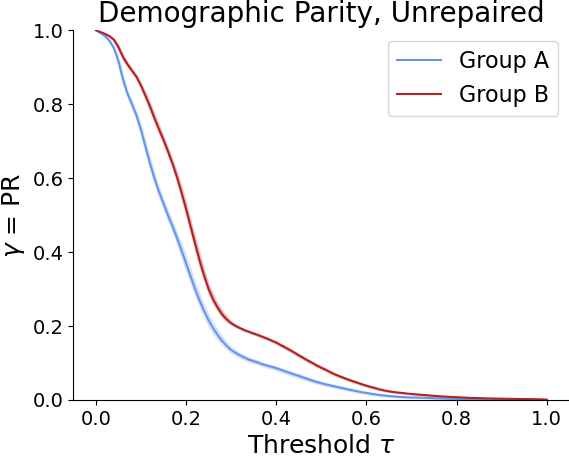 Demographic Parity, Unrepaired
Group A
Group B
γ = PR
1.0
0.8
0.6
0.4
0.2
0.0
0.0 0.2 0.4 0.6 0.8 1.0
Threshold τ